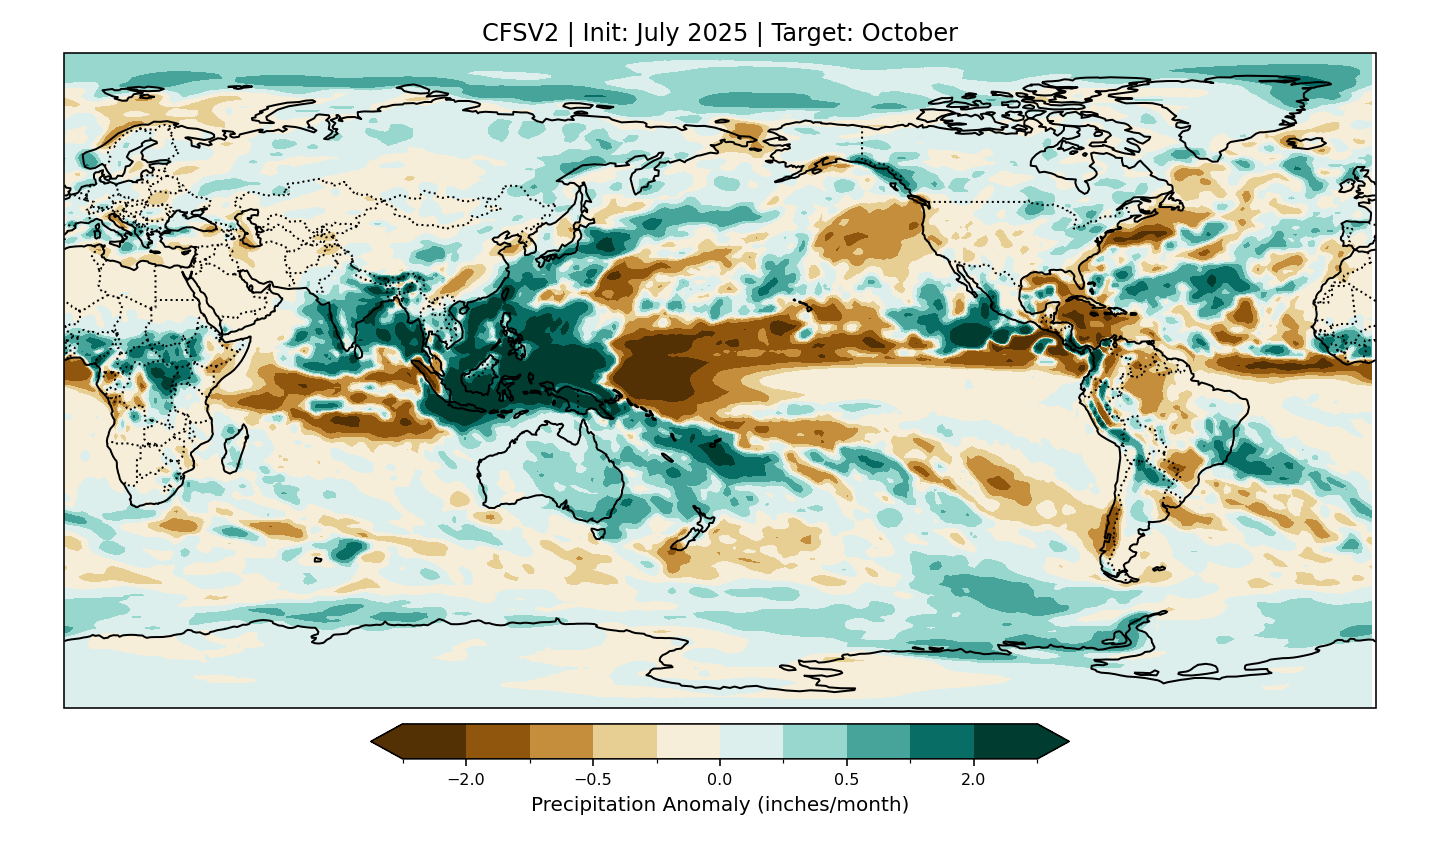 CFSV2 | Init: July 2025 | Target: October
−2.0 −0.5 0.0 0.5 2.0
Precipitation Anomaly (inches/month)